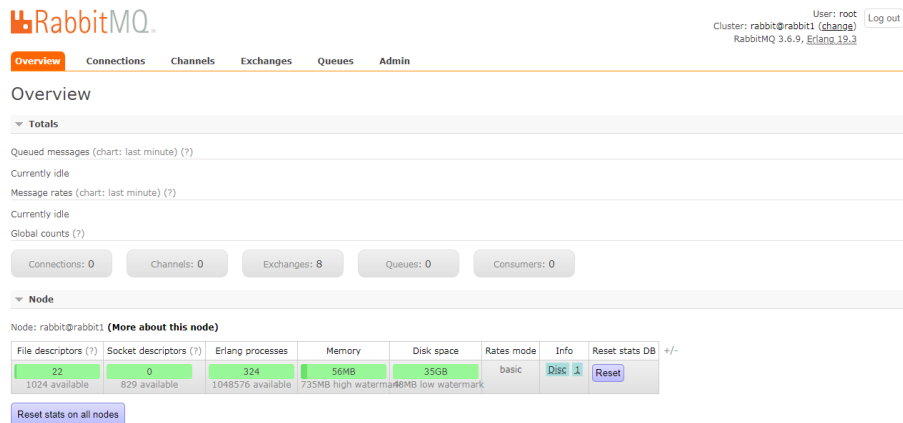 RabbitMQ
User: root
Log out
Cluster: rabbit@rabbit1 (change)
RabbitMQ 3.6.9, Erlang 19.3
Overview Connections Channels Exchanges Queues Admin
Overview
Totals
Queued messages (chart: last minute) (?)
Currently idle
Message rates (chart: last minute) (?)
Currently idle
Global counts (?)
Connections: 0 Channels: 0 Exchanges: 8 Queues: 0 Consumers: 0
Node
Node: rabbit@rabbit1 (More about this node)
File descriptors (?) Socket descriptors (?) Erlang processes Memory Disk space Rates mode Info Reset stats DB +/-
22 0 324 56MB 35GB basic Disc 1 Reset
1024 available 829 available 1048576 available 735MB high watermark 48MB low watermark
Reset stats on all nodes